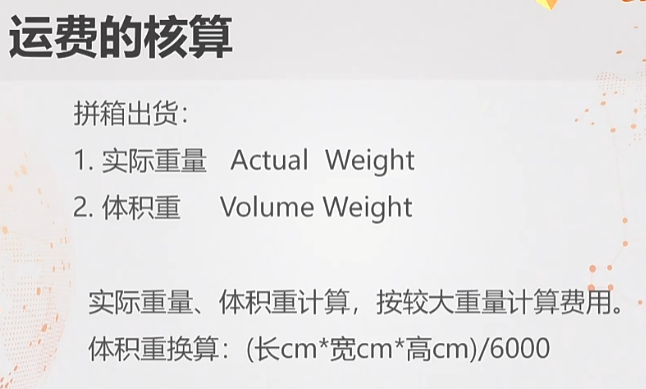 运费的核算
拼箱出货:
1. 实际重量 Actual Weight
2. 体积重 Volume Weight
实际重量、体积重计算，按较大重量计算费用。
体积重换算：(长cm*宽cm*高cm)/6000